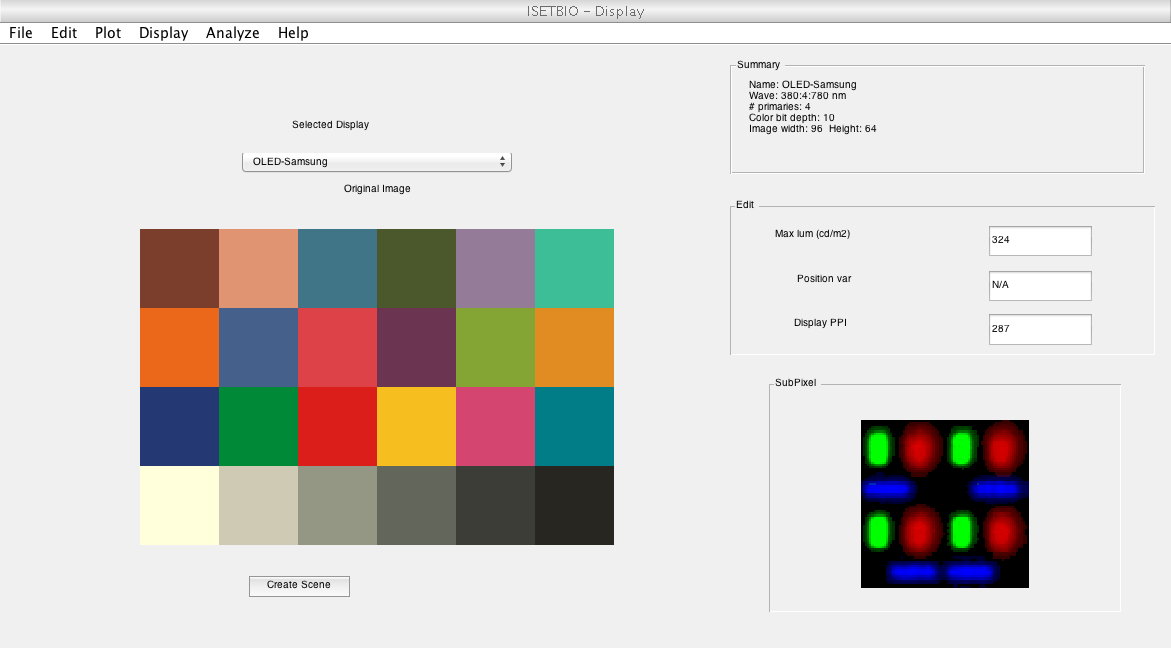 ISETBIO – Display
File Edit Plot Display Analyze Help
Selected Display
OLED-Samsung
Original Image
Create Scene
Summary
Name: OLED-Samsung
Wave: 380:4:780 nm
# primaries: 4
Color bit depth: 10
Image width: 96  Height: 64
Edit
Max lum (cd/m2)
324
Position var
N/A
Display PPI
287
SubPixel